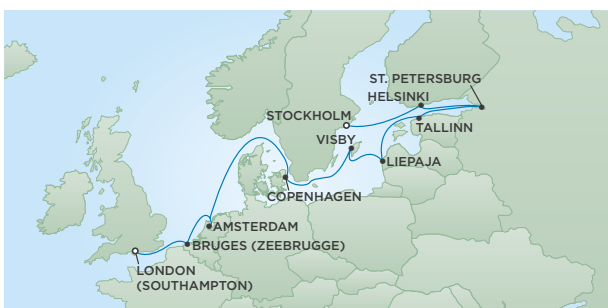 ST. PETERSBURG
HELSINKI
STOCKHOLM
TALLINN
VISBY
LIEPAJA
COPENHAGEN
AMSTERDAM
BRUGES (ZEEBRUGGE)
LONDON
(SOUTHAMPTON)